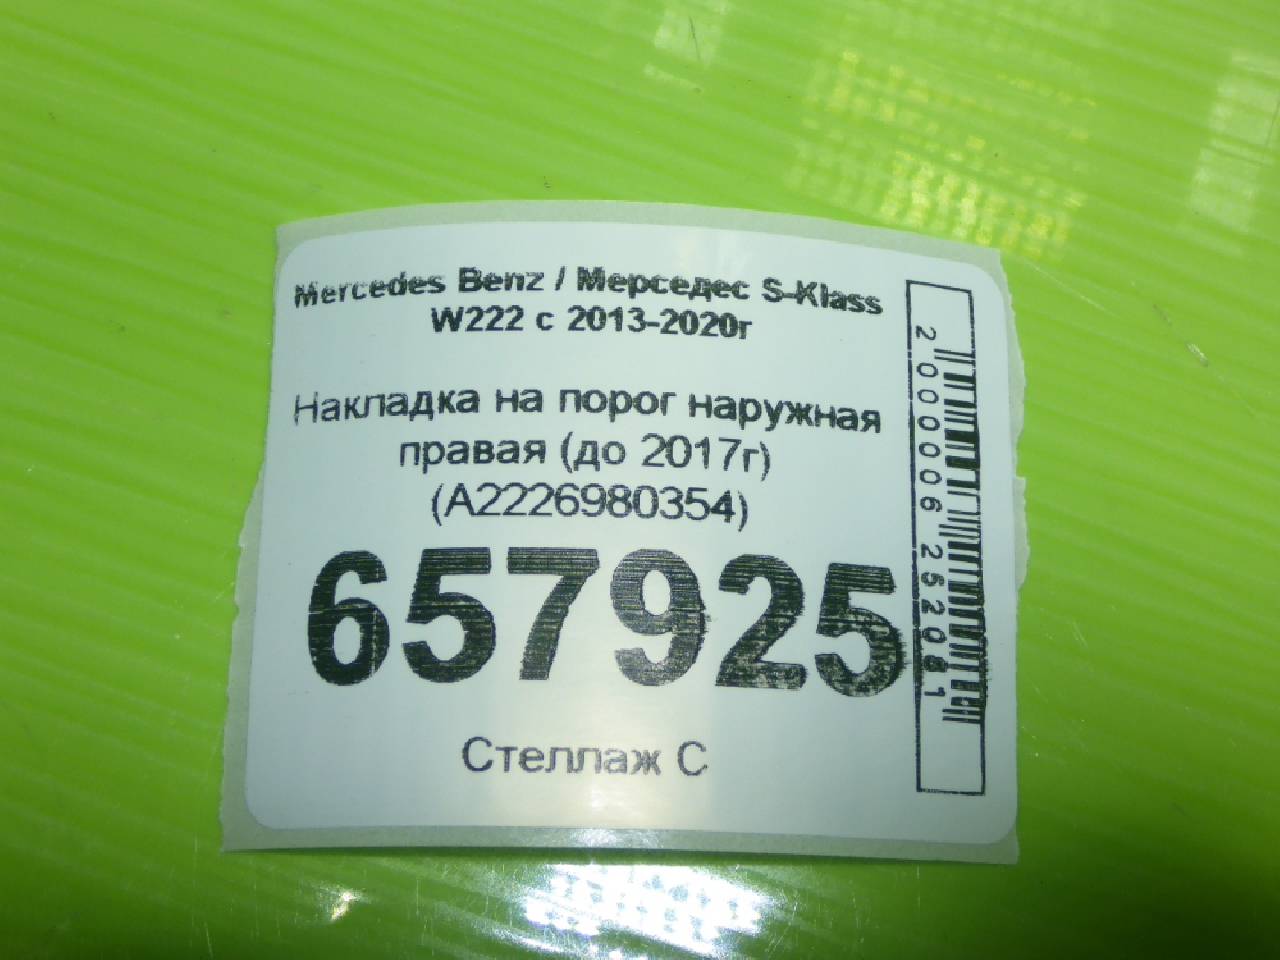 Mercedes Benz / Мерседес S-Klass
W222 с 2013-2020г
Накладка на порог наружная
правая (до 2017г)
(A2226980354)
657925
Стеллаж С
2000006252081